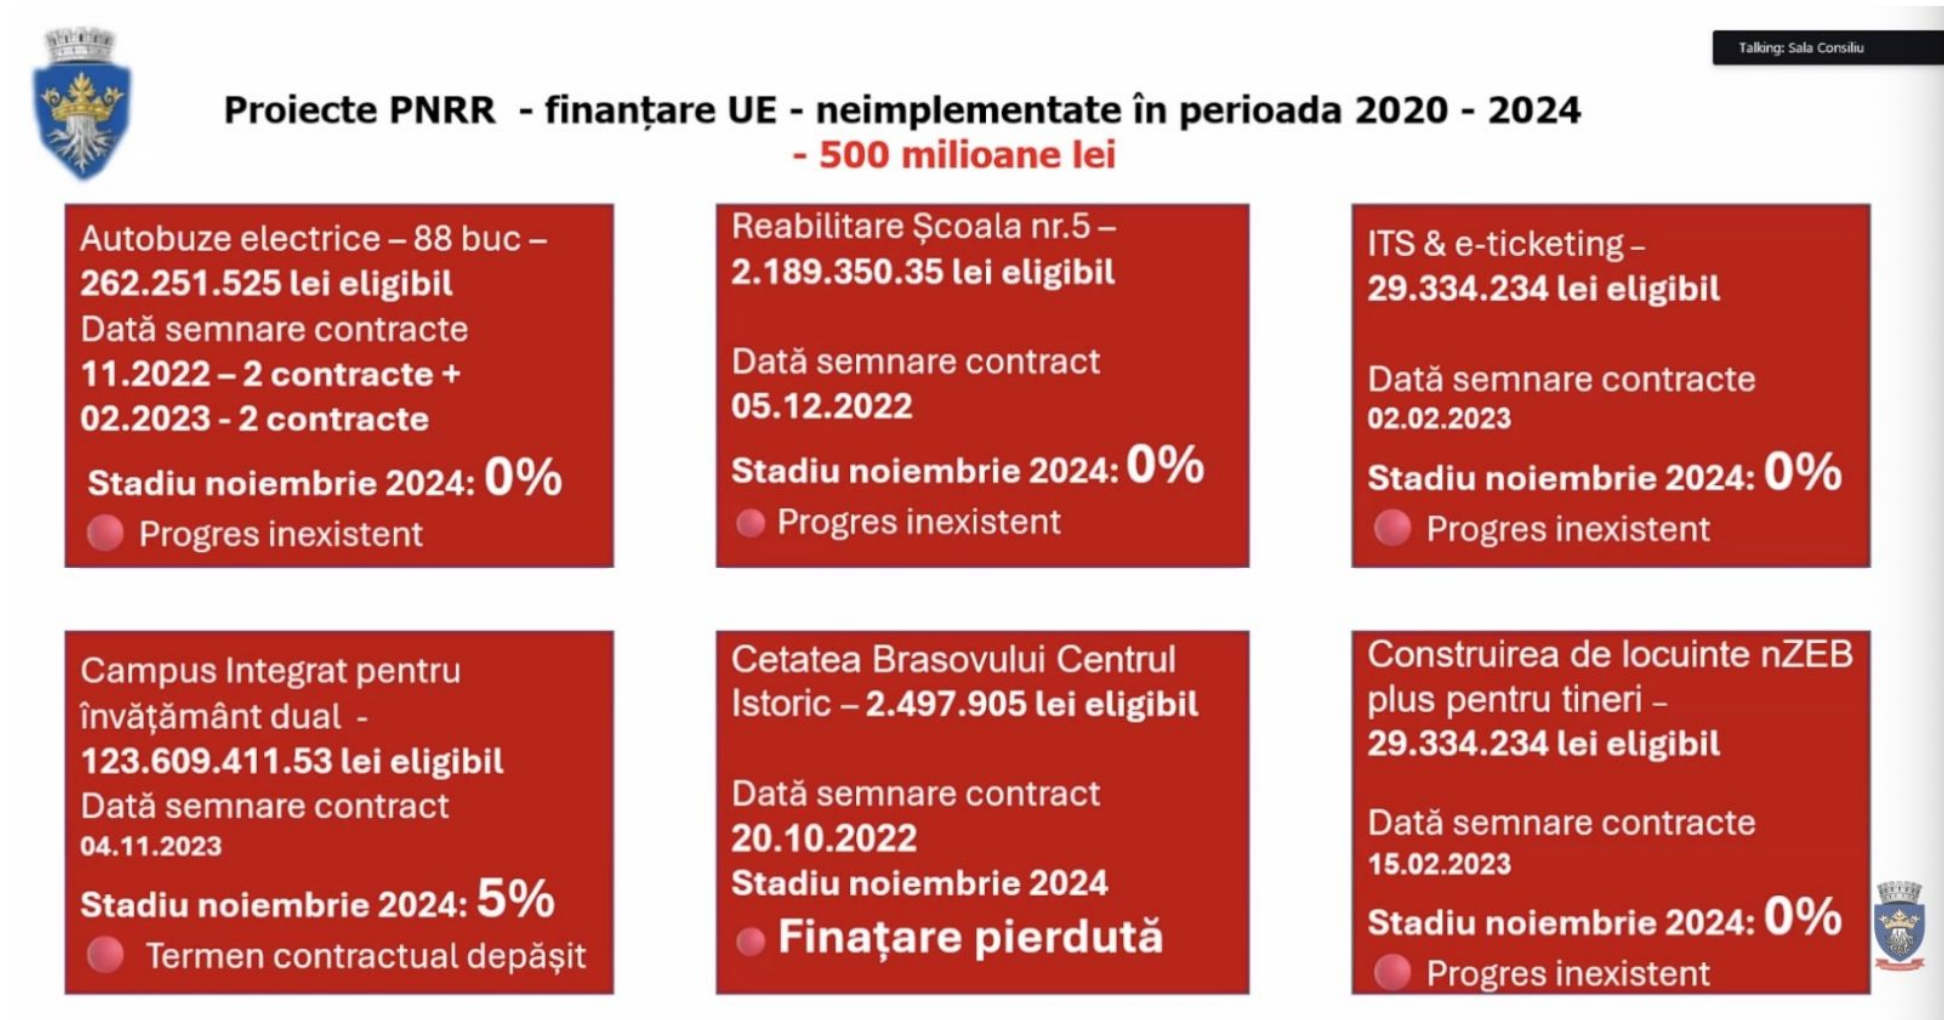 Talking: Sala Consiliu
Proiecte PNRR - finanțare UE - neimplementate în perioada 2020 - 2024
- 500 milioane lei
Autobuze electrice – 88 buc –
262.251.525 lei eligibil
Dată semnare contracte
11.2022 – 2 contracte +
02.2023 - 2 contracte
Stadiu noiembrie 2024: 0%
Progres inexistent
Reabilitare Școala nr.5 –
2.189.350.35 lei eligibil
Dată semnare contract
05.12.2022
Stadiu noiembrie 2024: 0%
Progres inexistent
ITS & e-ticketing –
29.334.234 lei eligibil
Dată semnare contracte
02.02.2023
Stadiu noiembrie 2024: 0%
Progres inexistent
Campus Integrat pentru
învățământ dual -
123.609.411.53 lei eligibil
Dată semnare contract
04.11.2023
Stadiu noiembrie 2024: 5%
Termen contractual depășit
Cetatea Brasovului Centrul
Istoric – 2.497.905 lei eligibil
Dată semnare contract
20.10.2022
Stadiu noiembrie 2024
Finațare pierdută
Construirea de locuinte nZEB
plus pentru tineri –
29.334.234 lei eligibil
Dată semnare contracte
15.02.2023
Stadiu noiembrie 2024: 0%
Progres inexistent